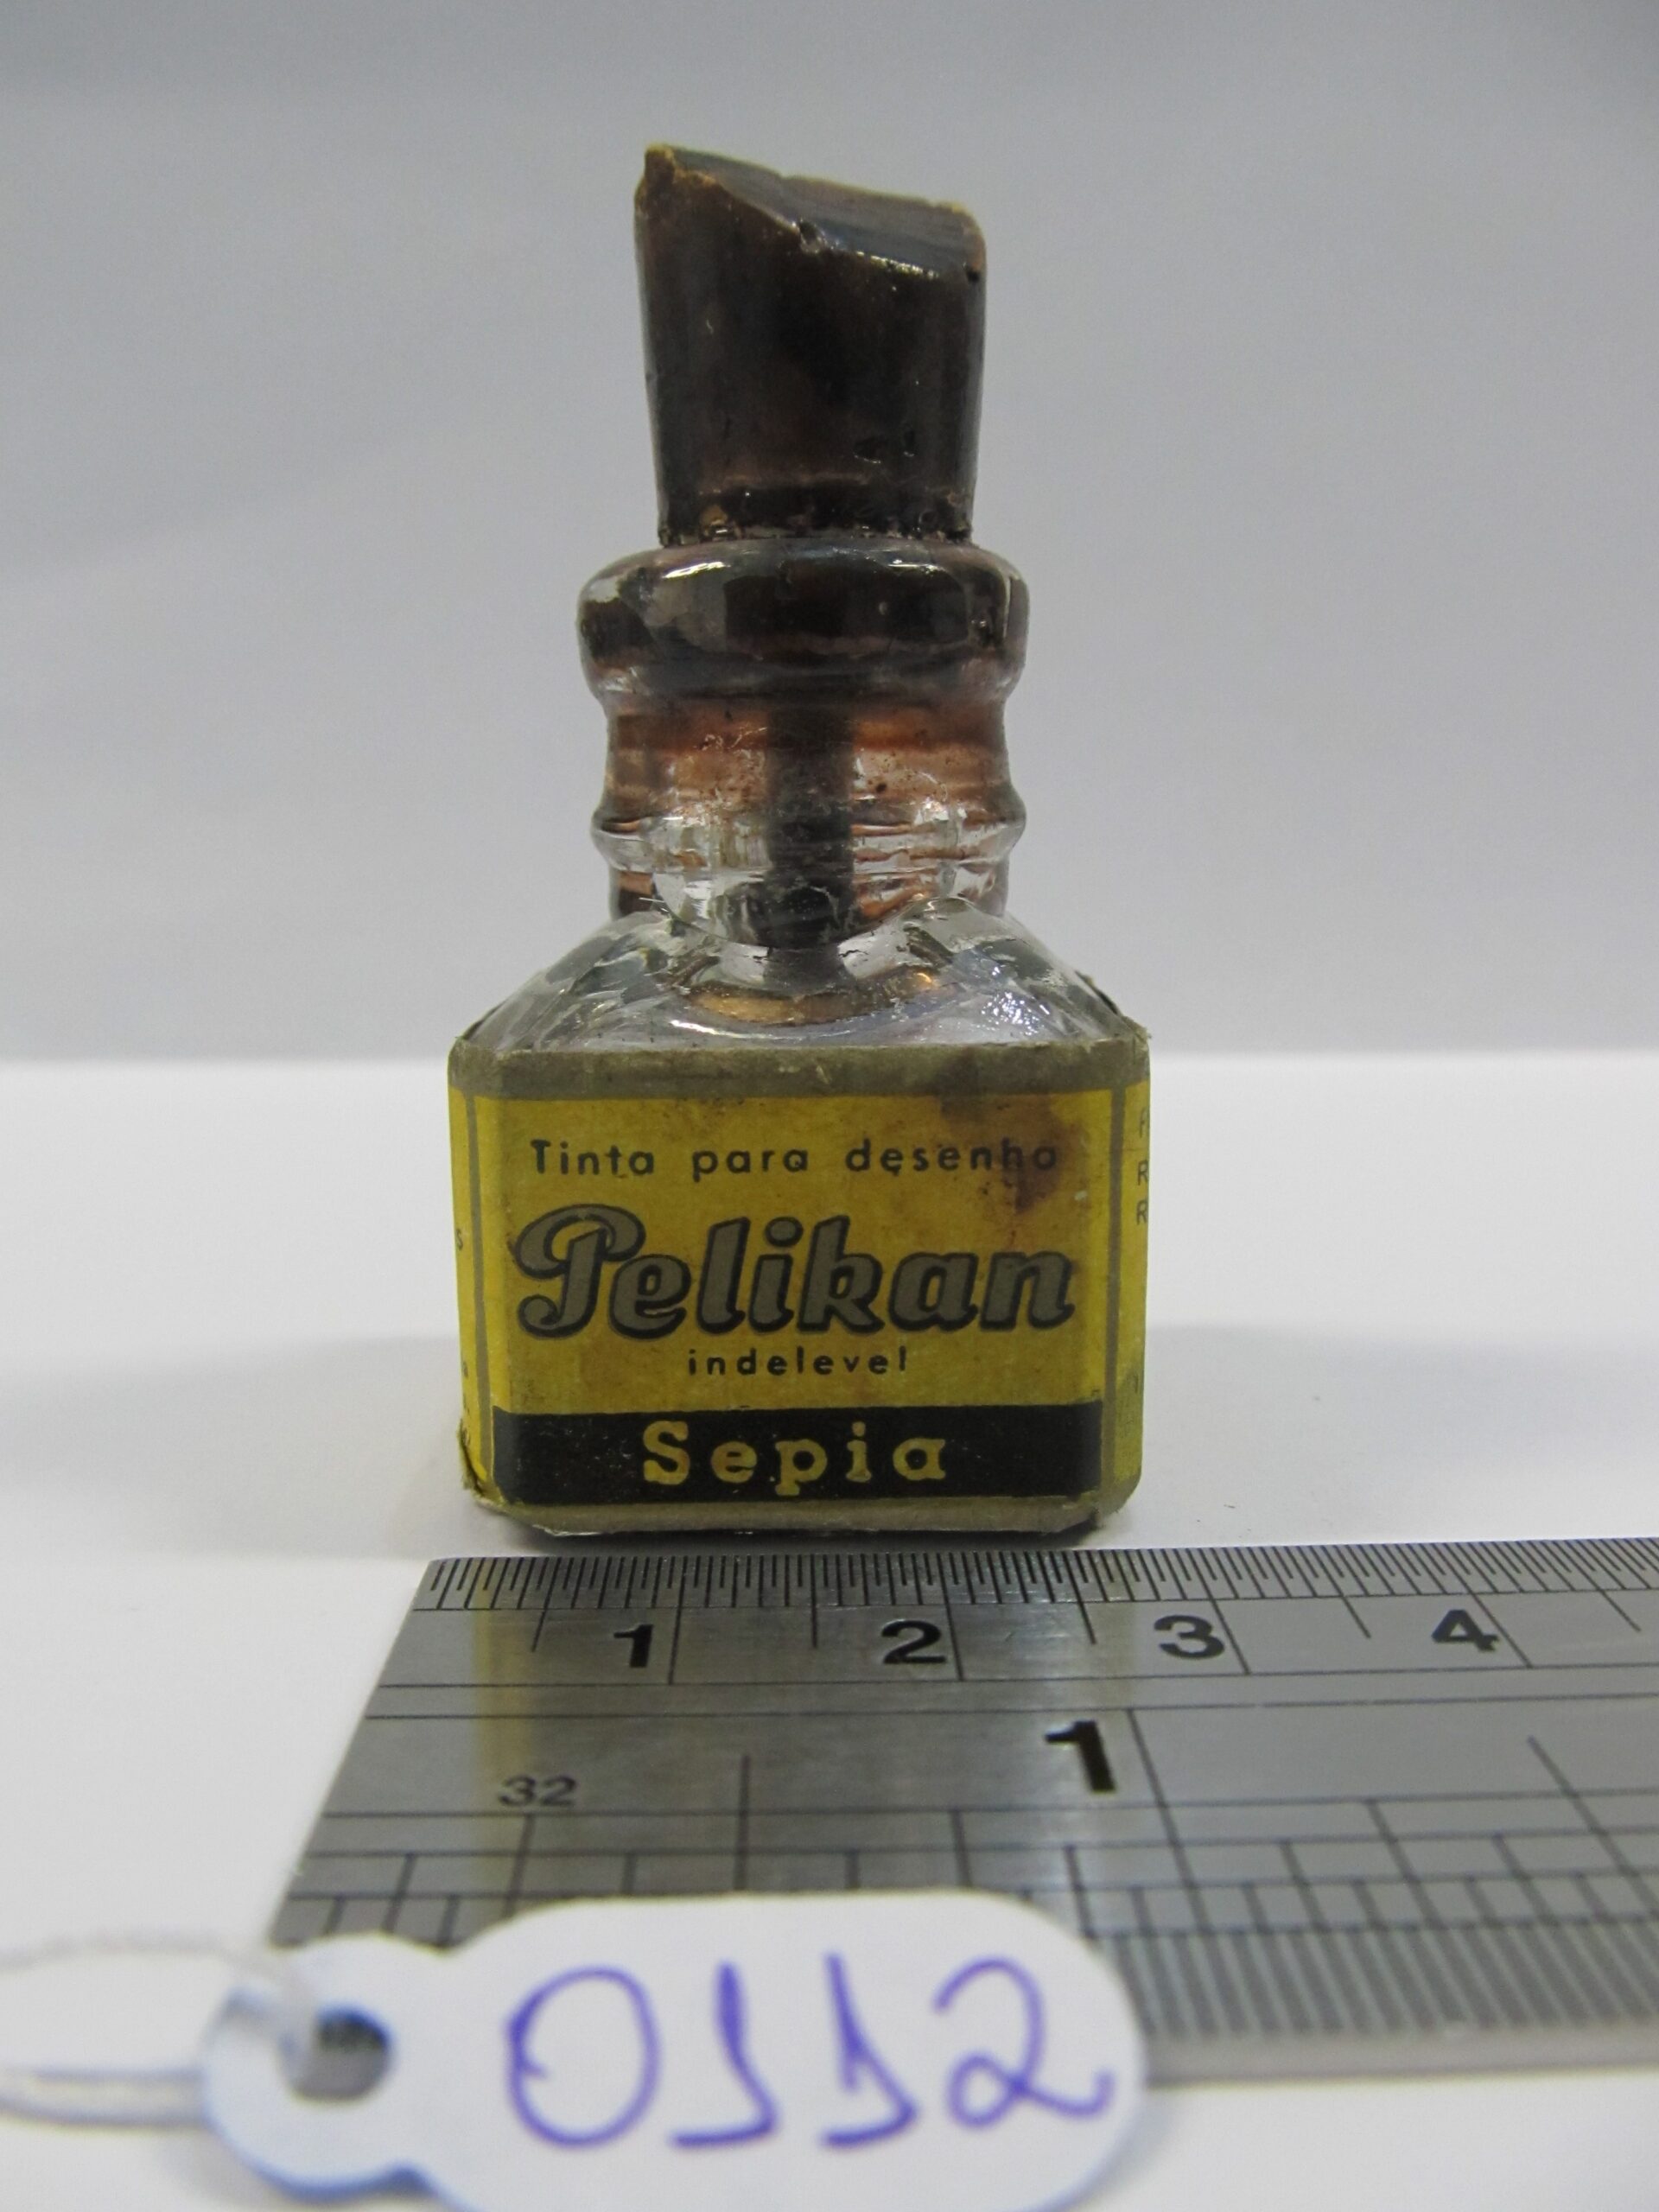 Tinta para desenho
Pelikan
indelevel
Sepia
1 2 3 4
1
32
0112